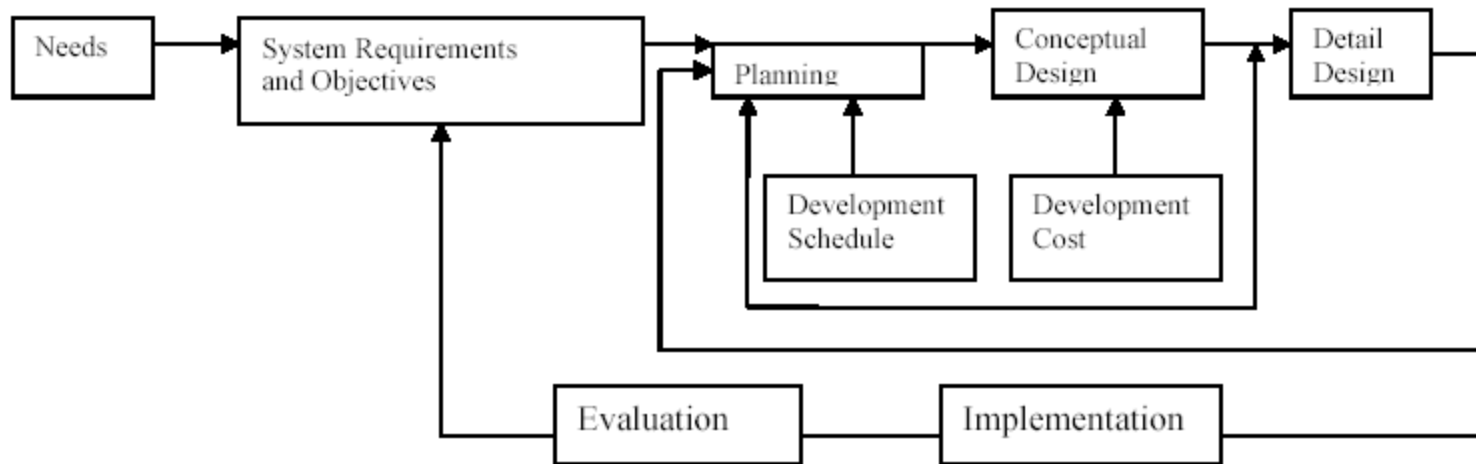 Needs
System Requirements
and Objectives
Planning
Conceptual
Design
Detail
Design
Development
Schedule
Development
Cost
Evaluation
Implementation